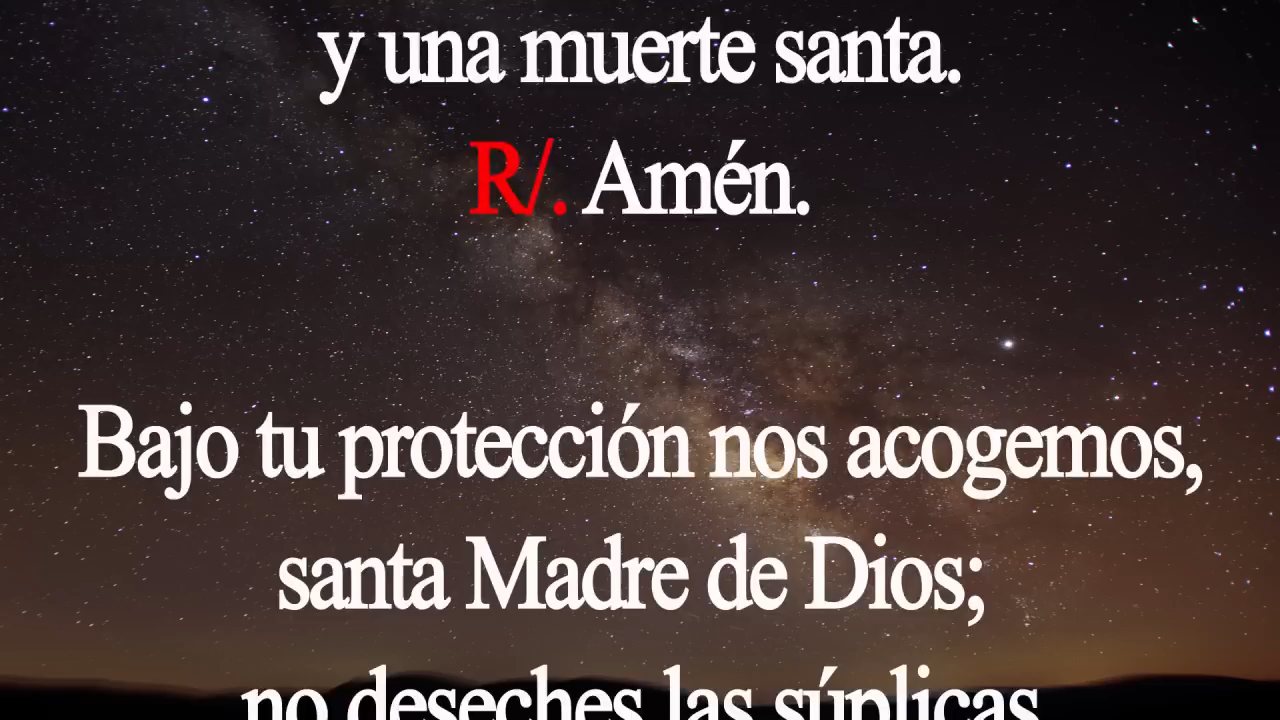 y una muerte santa.
R/. Amén.
Bajo tu protección nos acogemos,
santa Madre de Dios;
no deseches las súplicas